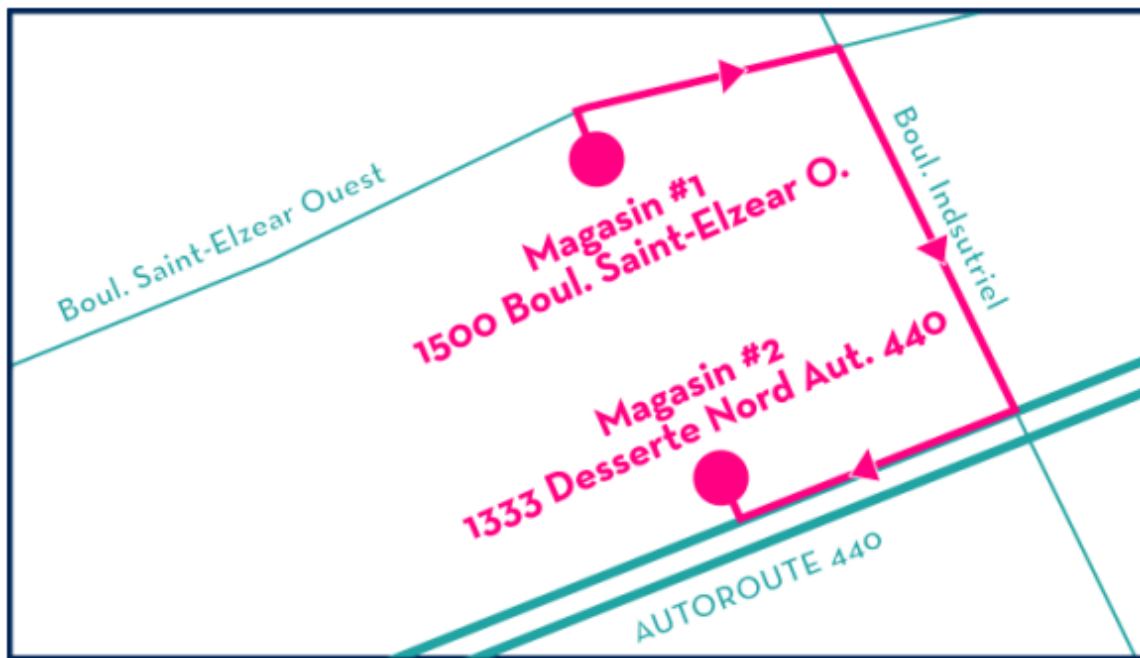 Boul. Saint-Elzear Ouest
Magasin #1
1500 Boul. Saint-Elzear O.
Boul. Indsutriel
Magasin #2
1333 Desserte Nord Aut. 440
AUTOROUTE 440